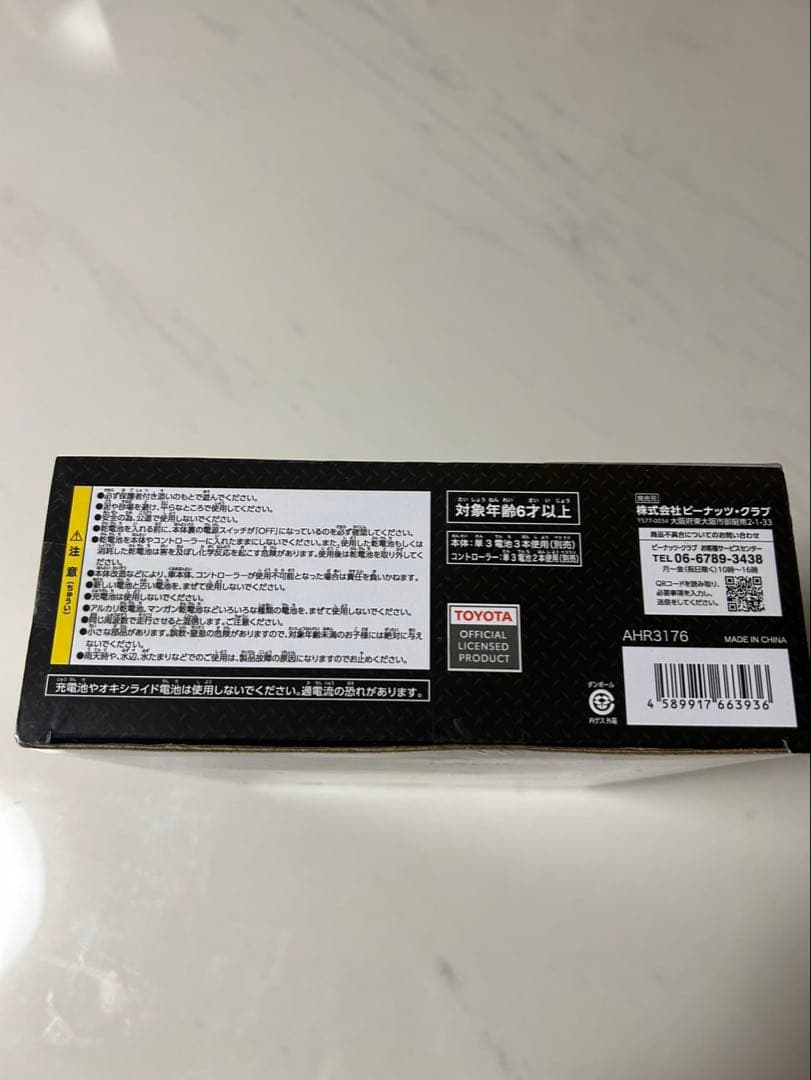 ⚠注意(ちゅうい)
●必ず保護者付き添いのもとで遊んでください。
●泥や砂場を避け、平らなところで使用してください。
●安全の為、公道で使用しないでください。
●乾電池を入れる前に、本体裏の電源スイッチが「OFF」になっているのを必ず確認してください。
●乾電池を本体やコントローラーに入れたままにしないでください。また、使用した乾電池もしくは
消耗した乾電池は害を及ぼし化学反応を起こす危険があります。使用後は乾電池を取り外してく
ださい。
●本体改造などにより、車本体、コントローラーが使用不可能となった場合は責任を負いかねます。
●新しい電池と古い電池を、まぜて使用しないでください。
●充電池は使用しないでください。
●アルカリ乾電池、マンガン乾電池などいろいろな種類の電池を、まぜて使用しないでください。
●同じ周波数で走行させると混信します。ご注意ください。
●小さな部品があります。誤飲・窒息の危険がありますので、対象年齢未満のお子様には絶対に与え
ないでください。
●雨天時や、水辺、水たまりなどでのご使用は、製品故障の原因になりますのでお止めください。
充電池やオキシライド電池は使用しないでください。過電流の恐れがあります。
たいしょうねんれい さいいじょう
対象年齢6才以上
本体:単3電池3本使用(別売)
コントローラー:単3電池2本使用(別売)
TOYOTA
OFFICIAL
LICENSED
PRODUCT
発売元
株式会社ピーナッツ・クラブ
〒577-0034 大阪府東大阪市御厨南2-1-33
商品不具合についてのお問い合わせ
ピーナッツ・クラブ お客様サービスセンター
TEL 06-6789-3438
月〜金(祝日除く)10時〜16時
QRコードを読み取り、
必要事項を入力し、
送信をしてください。
AHR3176
MADE IN CHINA
ダンボール
内ゲス 外箱
4 589917 663936